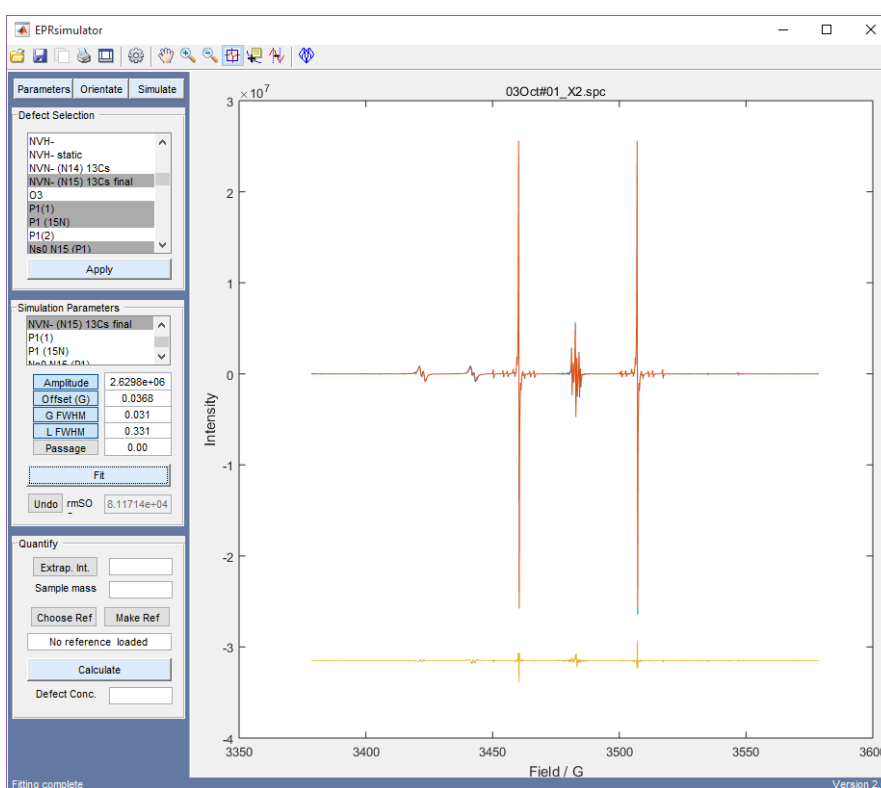 EPRsimulator
Parameters Orientate Simulate
Defect Selection
NVH-
NVH- static
NVN- (N14) 13Cs
NVN- (N15) 13Cs final
O3
P1(1)
P1 (15N)
P1(2)
Ns0 N15 (P1)
Apply
Simulation Parameters
NVN- (N15) 13Cs final
P1(1)
P1 (15N)
Ns0 N15 (P1)
Amplitude 2.6298e+06
Offset (G) 0.0368
G FWHM 0.031
L FWHM 0.331
Passage 0.00
Fit
Undo rmSO 8.11714e+04
Quantify
Extrap. Int.
Sample mass
Choose Ref Make Ref
No reference loaded
Calculate
Defect Conc.
Fitting complete
03Oct#01_X2.spc
×10⁷
3
2
1
0
-1
-2
-3
-4
Intensity
3350 3400 3450 3500 3550 3600
Field / G
Version 2